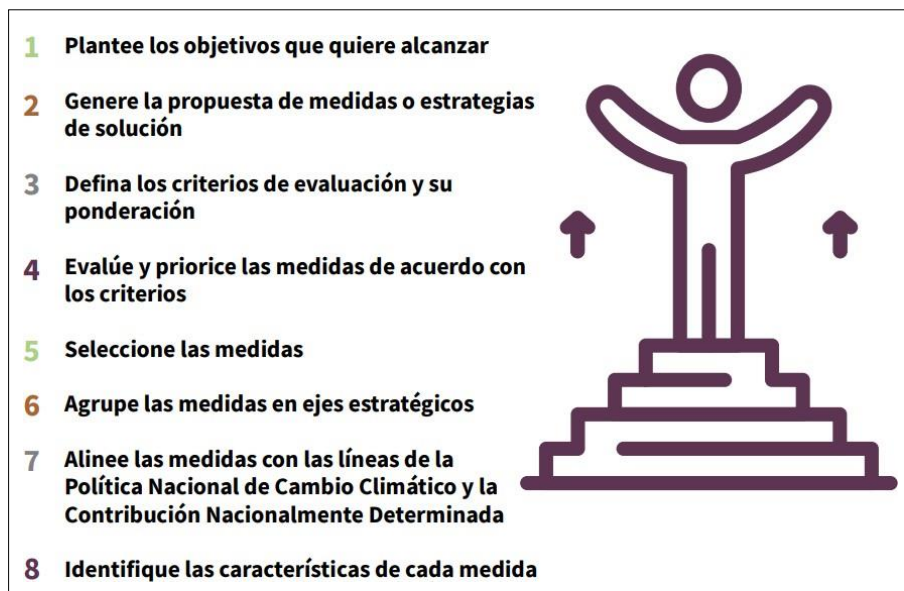 1 Plantee los objetivos que quiere alcanzar
2 Genere la propuesta de medidas o estrategias
de solución
3 Defina los criterios de evaluación y su
ponderación
4 Evalúe y priorice las medidas de acuerdo con
los criterios
5 Seleccione las medidas
6 Agrupe las medidas en ejes estratégicos
7 Alinee las medidas con las líneas de la
Política Nacional de Cambio Climático y la
Contribución Nacionalmente Determinada
8 Identifique las características de cada medida